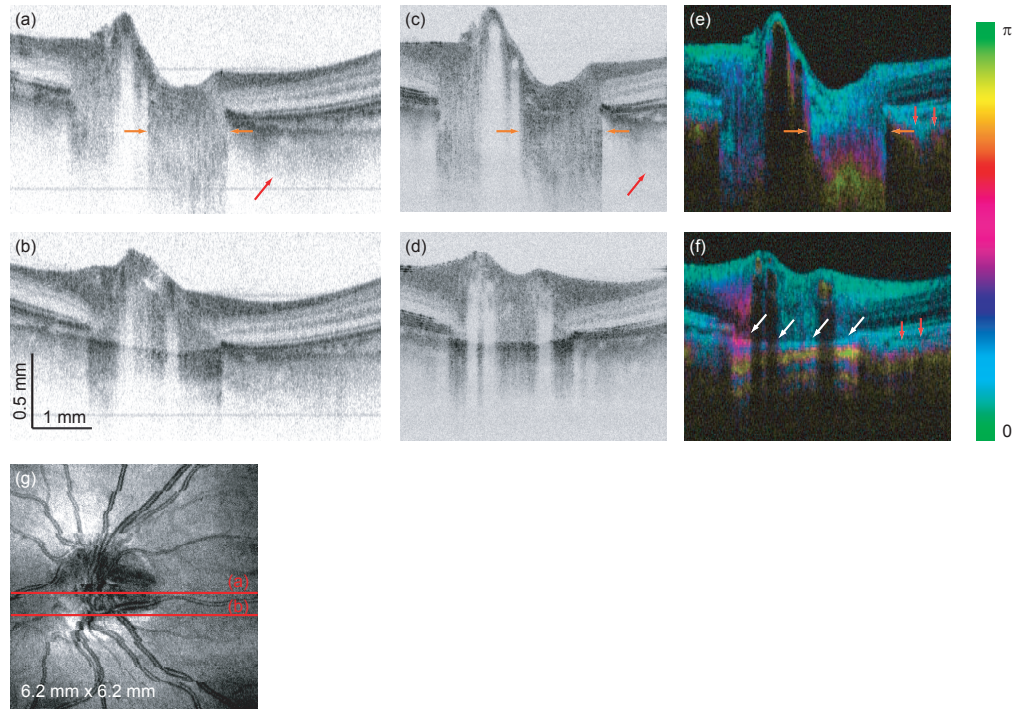 (a)
(c)
(e)
π
(b)
(d)
(f)
0.5 mm
1 mm
0
(g)
(a)
(b)
6.2 mm x 6.2 mm